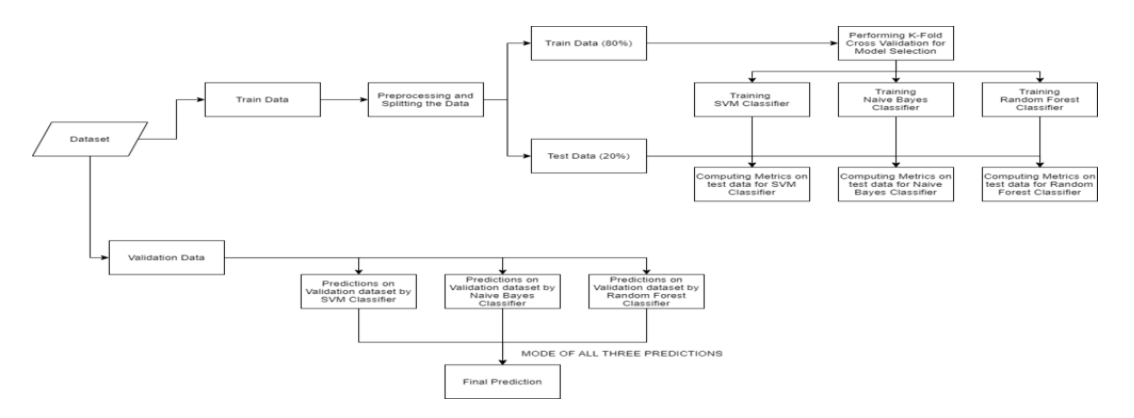 Train Data (80%)
Performing K-Fold
Cross Validation for
Model Selection
Train Data
Preprocessing and
Splitting the Data
Training
SVM Classifier
Training
Naive Bayes
Classifier
Training
Random Forest
Classifier
Dataset
Test Data (20%)
Computing Metrics on
test data for SVM
Classifier
Computing Metrics on
test data for Naive
Bayes Classifier
Computing Metrics on
test data for Random
Forest Classifier
Validation Data
Predictions on
Validation dataset by
SVM Classifier
Predictions on
Validation dataset by
Naive Bayes
Classifier
Predictions on
Validation dataset by
Random Forest
Classifier
MODE OF ALL THREE PREDICTIONS
Final Prediction